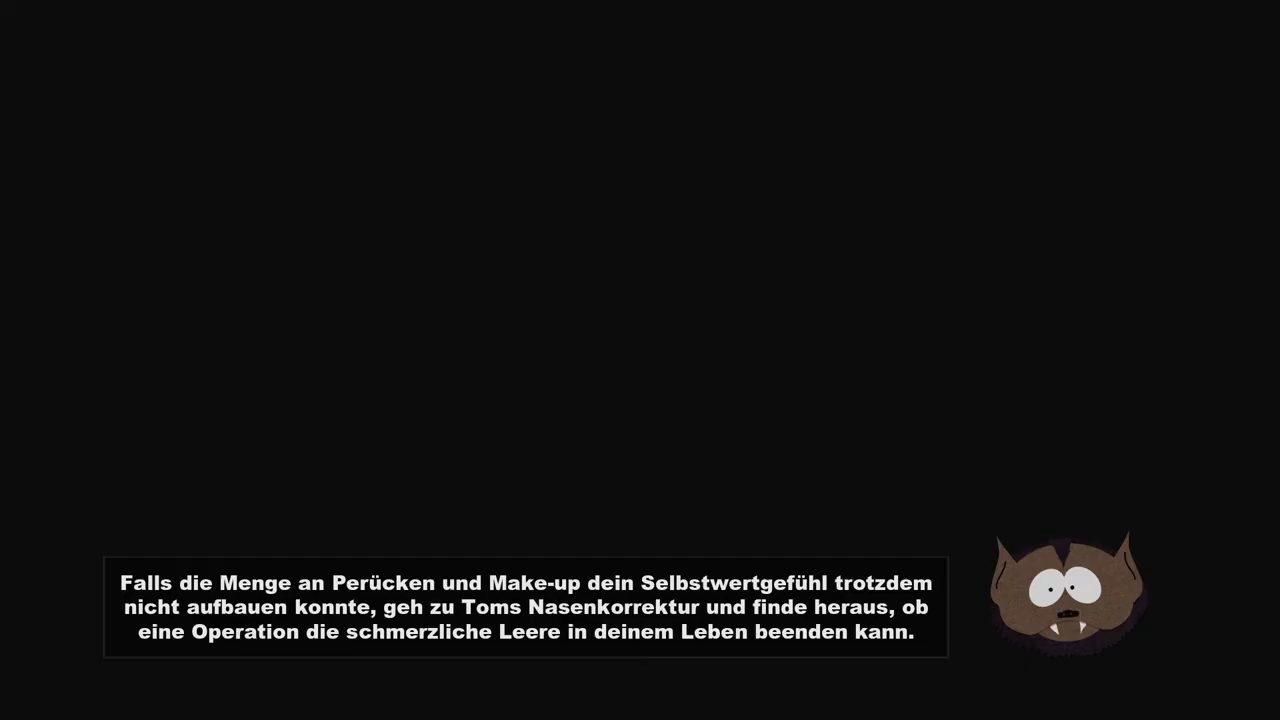 Falls die Menge an Perücken und Make-up dein Selbstwertgefühl trotzdem
nicht aufbauen konnte, geh zu Toms Nasenkorrektur und finde heraus, ob
eine Operation die schmerzliche Leere in deinem Leben beenden kann.